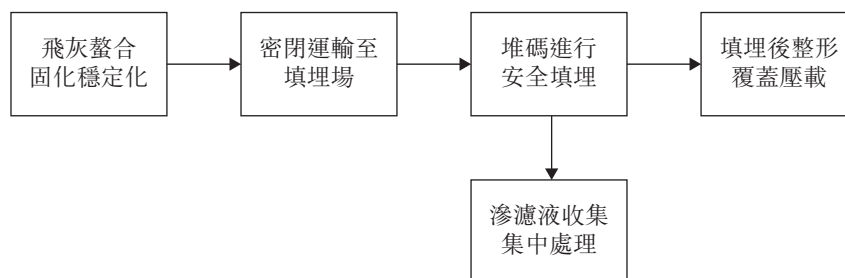 飛灰螯合
固化穩定化
密閉運輸至
填埋場
堆碼進行
安全填埋
填埋後整形
覆蓋壓載
滲濾液收集
集中處理